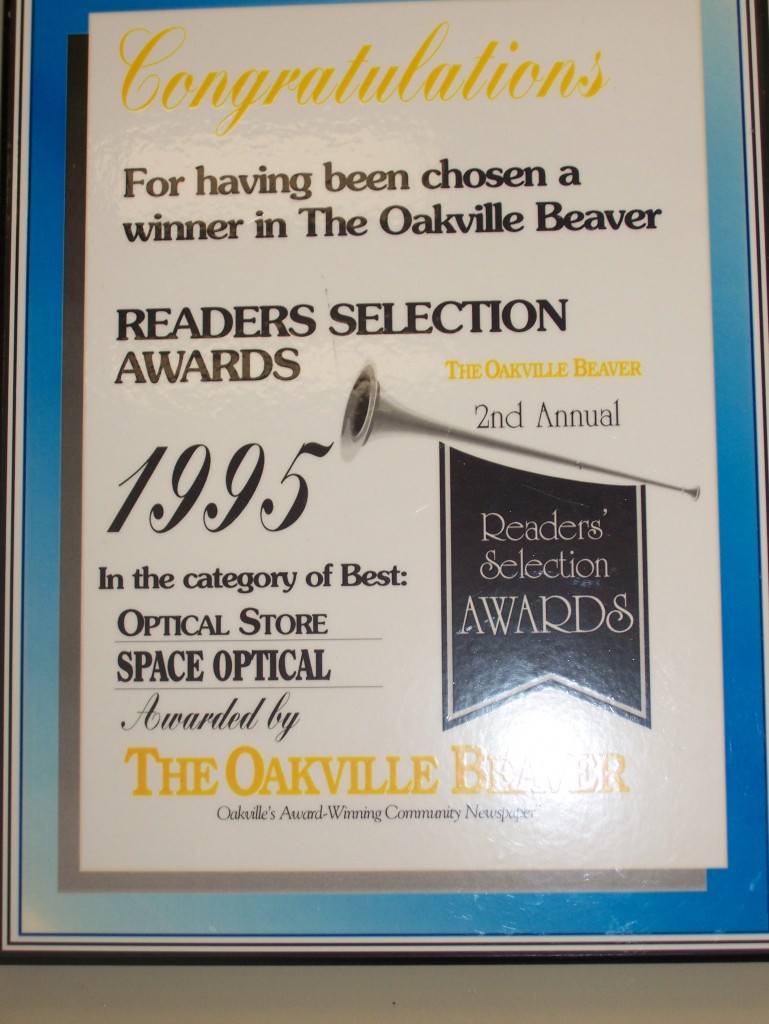 Congratulations
For having been chosen a
winner in The Oakville Beaver
READERS SELECTION
AWARDS
THE OAKVILLE BEAVER
2nd Annual
Readers'
Selection
AWARDS
1995
In the category of Best:
OPTICAL STORE
SPACE OPTICAL
Awarded by
THE OAKVILLE BEAVER
Oakville's Award-Winning Community Newspaper